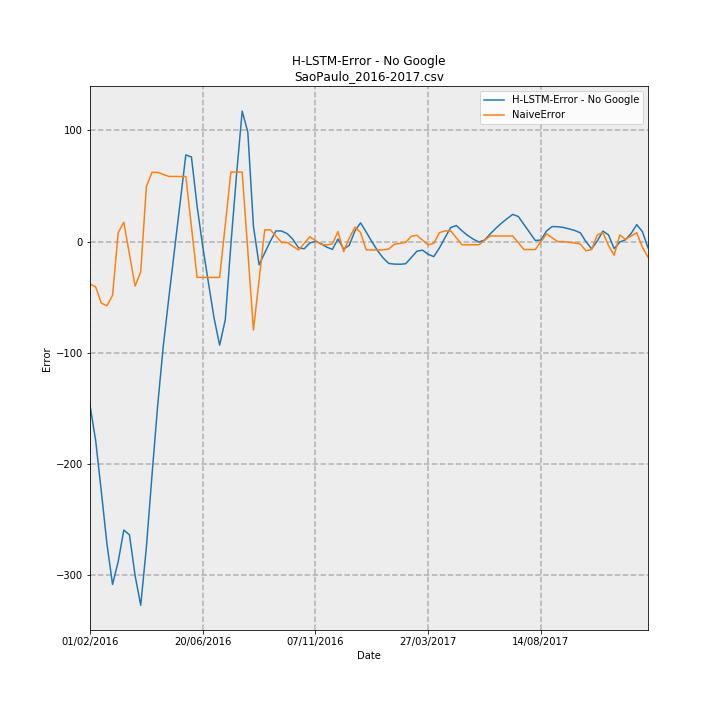 H-LSTM-Error - No Google
SaoPaulo_2016-2017.csv
H-LSTM-Error - No Google
NaiveError
100
0
−100
−200
−300
Error
01/02/2016
20/06/2016
07/11/2016
27/03/2017
14/08/2017
Date